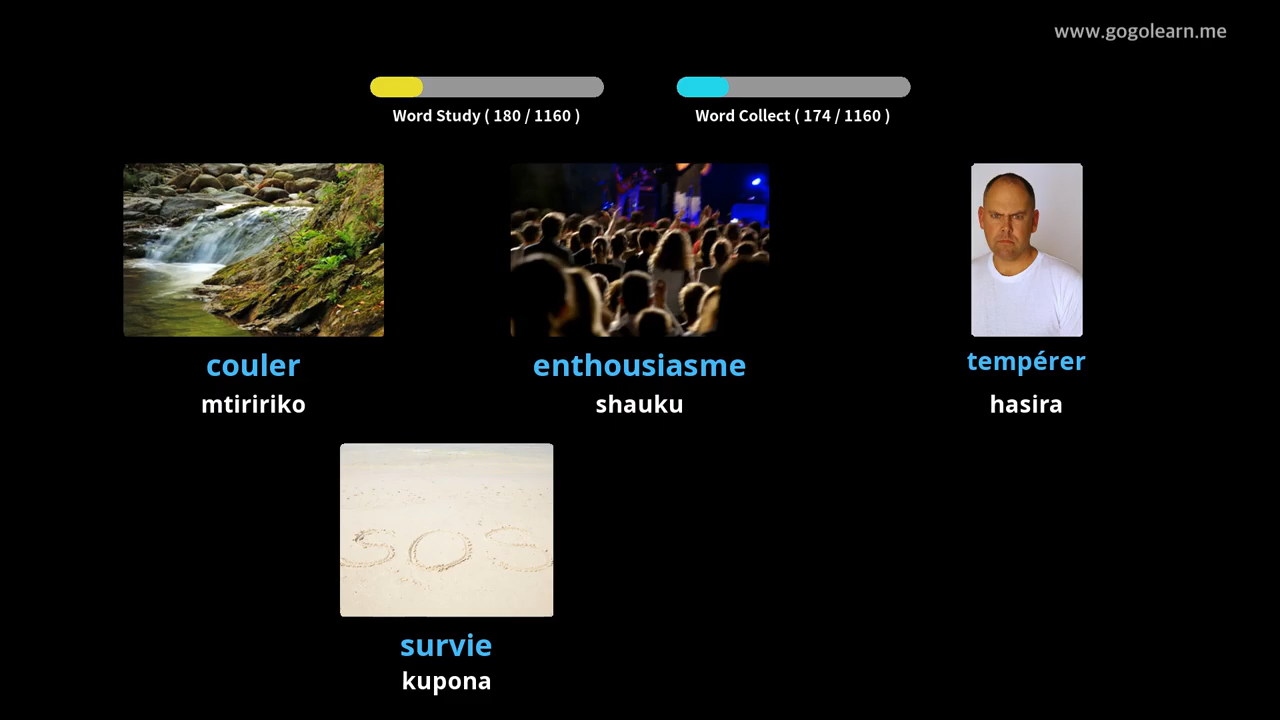 www.gogolearn.me
Word Study ( 180 / 1160 )
Word Collect ( 174 / 1160 )
couler
mtiririko
enthousiasme
shauku
tempérer
hasira
SOS
survie
kupona